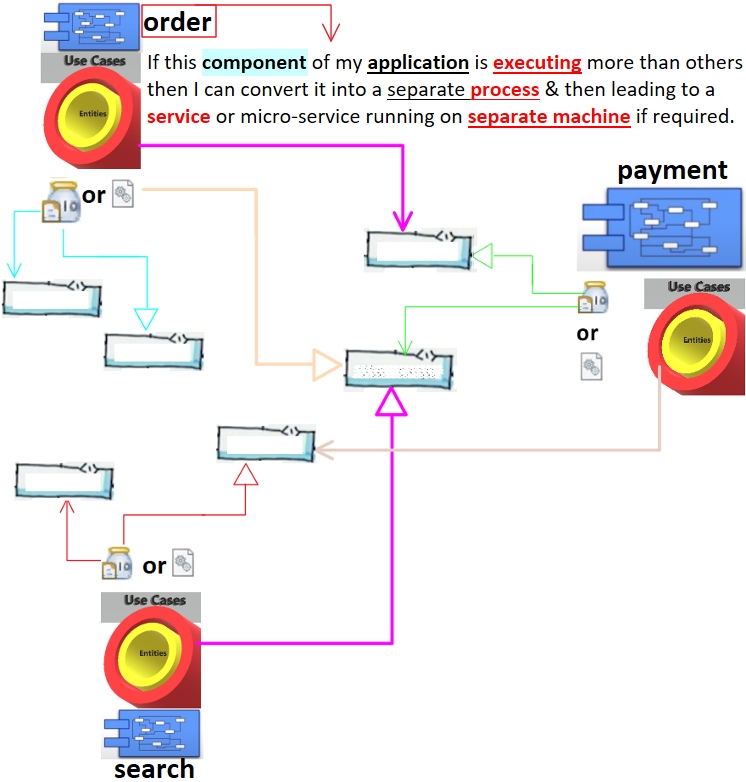 order
If this component of my application is executing more than others
then I can convert it into a separate process & then leading to a
service or micro-service running on separate machine if required.
Use Cases
Entities
or
payment
Use Cases
Entities
or
or
Use Cases
Entities
search